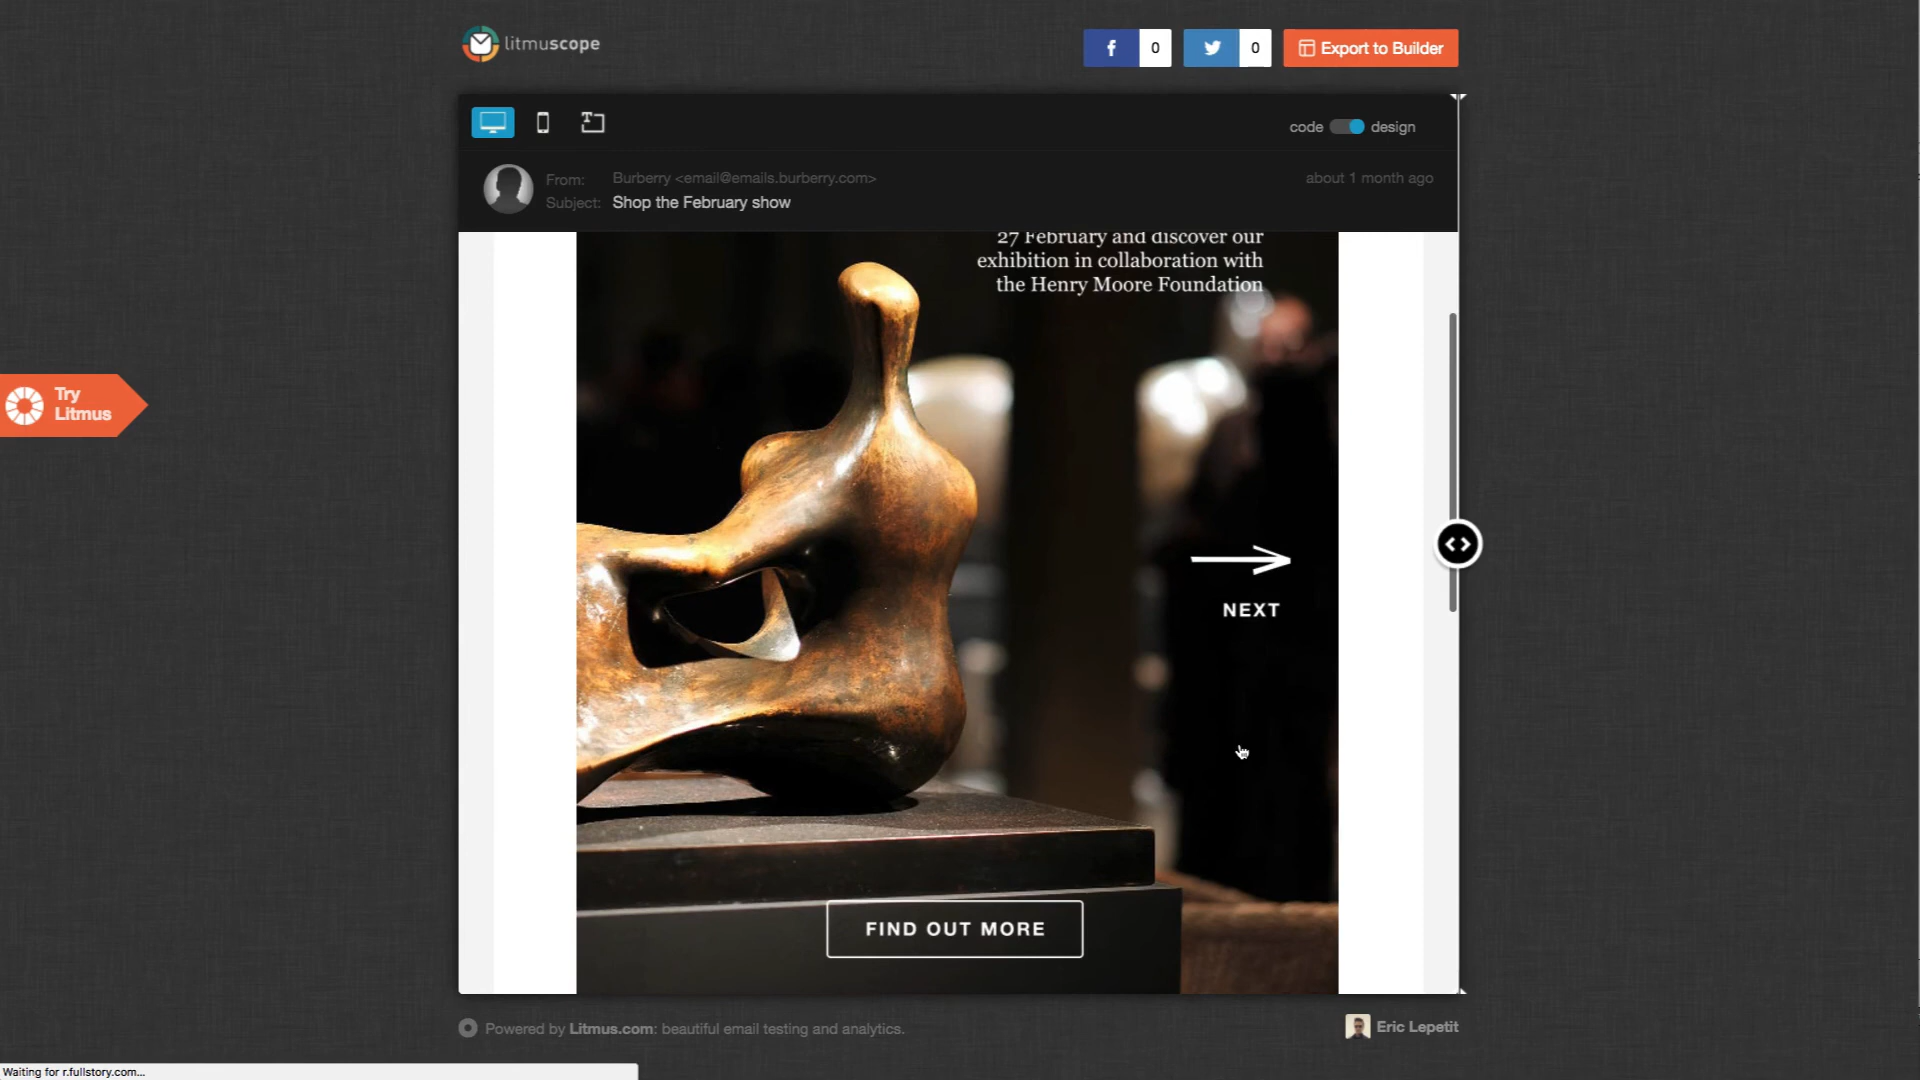 litmuscope
f 0
0
Export to Builder
code design
From: Burberry <email@emails.burberry.com>
about 1 month ago
Subject: Shop the February show
27 February and discover our
exhibition in collaboration with
the Henry Moore Foundation
Try
Litmus
NEXT
FIND OUT MORE
Powered by Litmus.com: beautiful email testing and analytics.
Eric Lepetit
Waiting for r.fullstory.com...